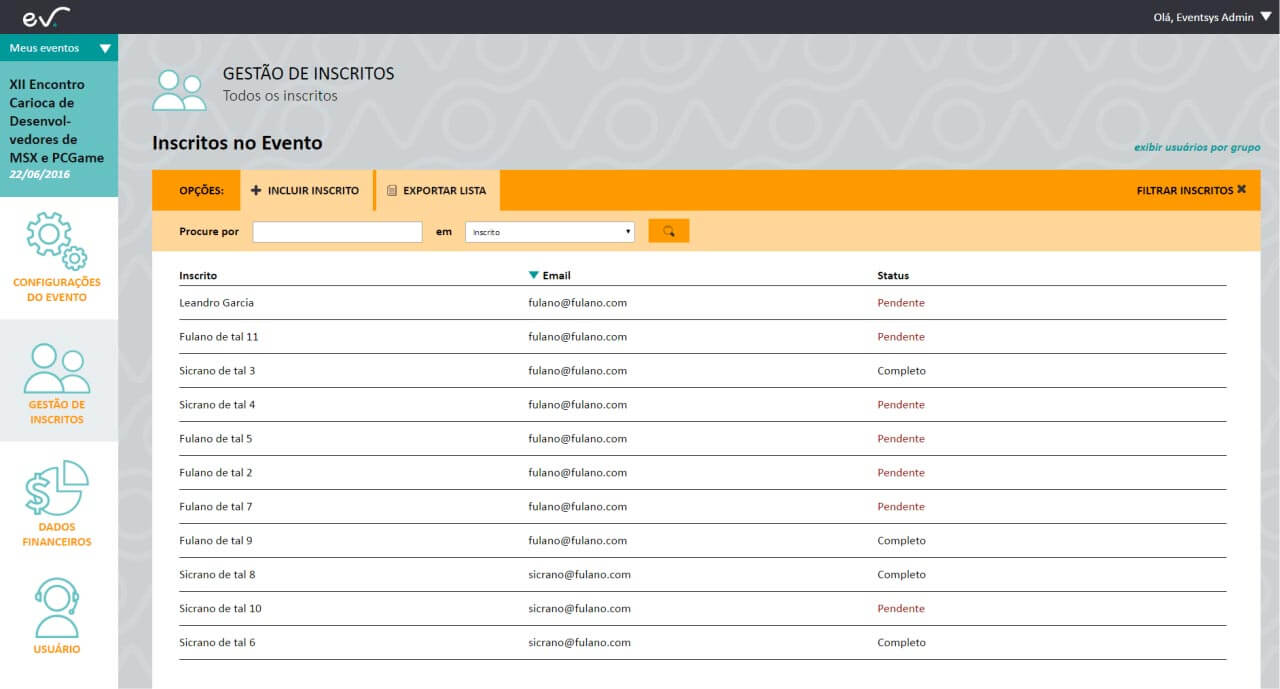 ev.
Olá, Eventsys Admin
Meus eventos
XII Encontro
Carioca de
Desenvol-
vedores de
MSX e PCGame
22/06/2016
CONFIGURAÇÕES
DO EVENTO
GESTÃO DE
INSCRITOS
DADOS
FINANCEIROS
USUÁRIO
GESTÃO DE INSCRITOS
Todos os inscritos
Inscritos no Evento
exibir usuários por grupo
OPÇÕES: INCLUIR INSCRITO EXPORTAR LISTA FILTRAR INSCRITOS
Procure por em Inscrito
Inscrito Email Status
Leandro Garcia fulano@fulano.com Pendente
Fulano de tal 11 fulano@fulano.com Pendente
Sicrano de tal 3 fulano@fulano.com Completo
Sicrano de tal 4 fulano@fulano.com Pendente
Fulano de tal 5 fulano@fulano.com Pendente
Fulano de tal 2 fulano@fulano.com Pendente
Fulano de tal 7 fulano@fulano.com Pendente
Fulano de tal 9 fulano@fulano.com Completo
Sicrano de tal 8 sicrano@fulano.com Completo
Sicrano de tal 10 sicrano@fulano.com Pendente
Sicrano de tal 6 sicrano@fulano.com Completo